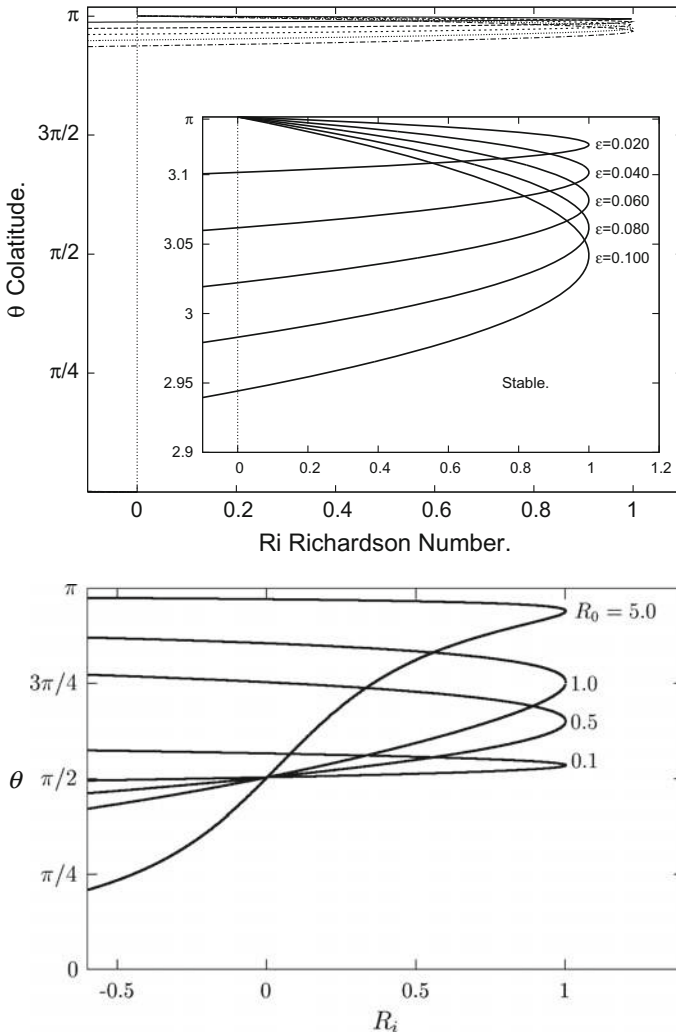 π
3π/2
π/2
π/4
θ Colatitude.
π
3.1
3.05
3
2.95
2.9
ε=0.020
ε=0.040
ε=0.060
ε=0.080
ε=0.100
Stable.
0 0.2 0.4 0.6 0.8 1 1.2
0 0.2 0.4 0.6 0.8 1
Ri Richardson Number.
π
3π/4
θ π/2
π/4
0
R₀ = 5.0
1.0
0.5
0.1
-0.5 0 0.5 1
Rᵢ